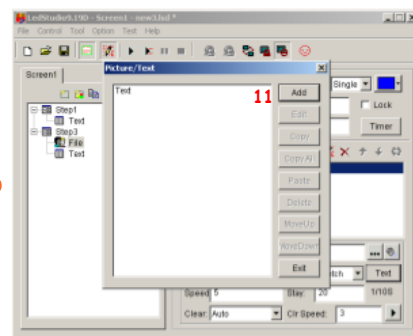 LedStudio9.19D - Screen1 - new3.lsd *
File Control Tool Option Test Help
Screen1
Step1
Text
Step3
File
Text
Picture/Text
Text
11
Add
Edit
Copy
Copy All
Paste
Delete
MoveUp
MoveDown
Exit
Single
Lock
Timer
Text
Speed 5
Stay: 20
1/10S
Clear: Auto
Clr Speed: 3